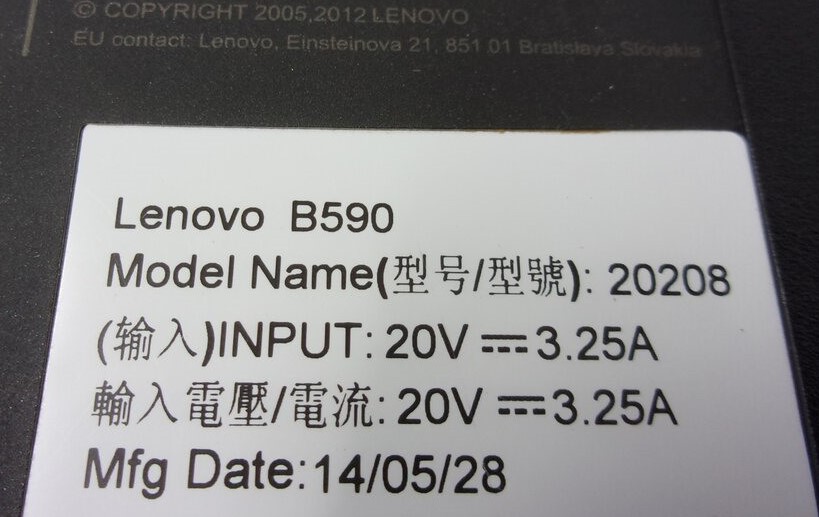 © COPYRIGHT 2005,2012 LENOVO
EU contact: Lenovo, Einsteinova 21, 851 01 Bratislava Slovakia
Lenovo B590
Model Name(型号/型號): 20208
(输入)INPUT: 20V ⎓ 3.25A
輸入電壓/電流: 20V ⎓ 3.25A
Mfg Date:14/05/28